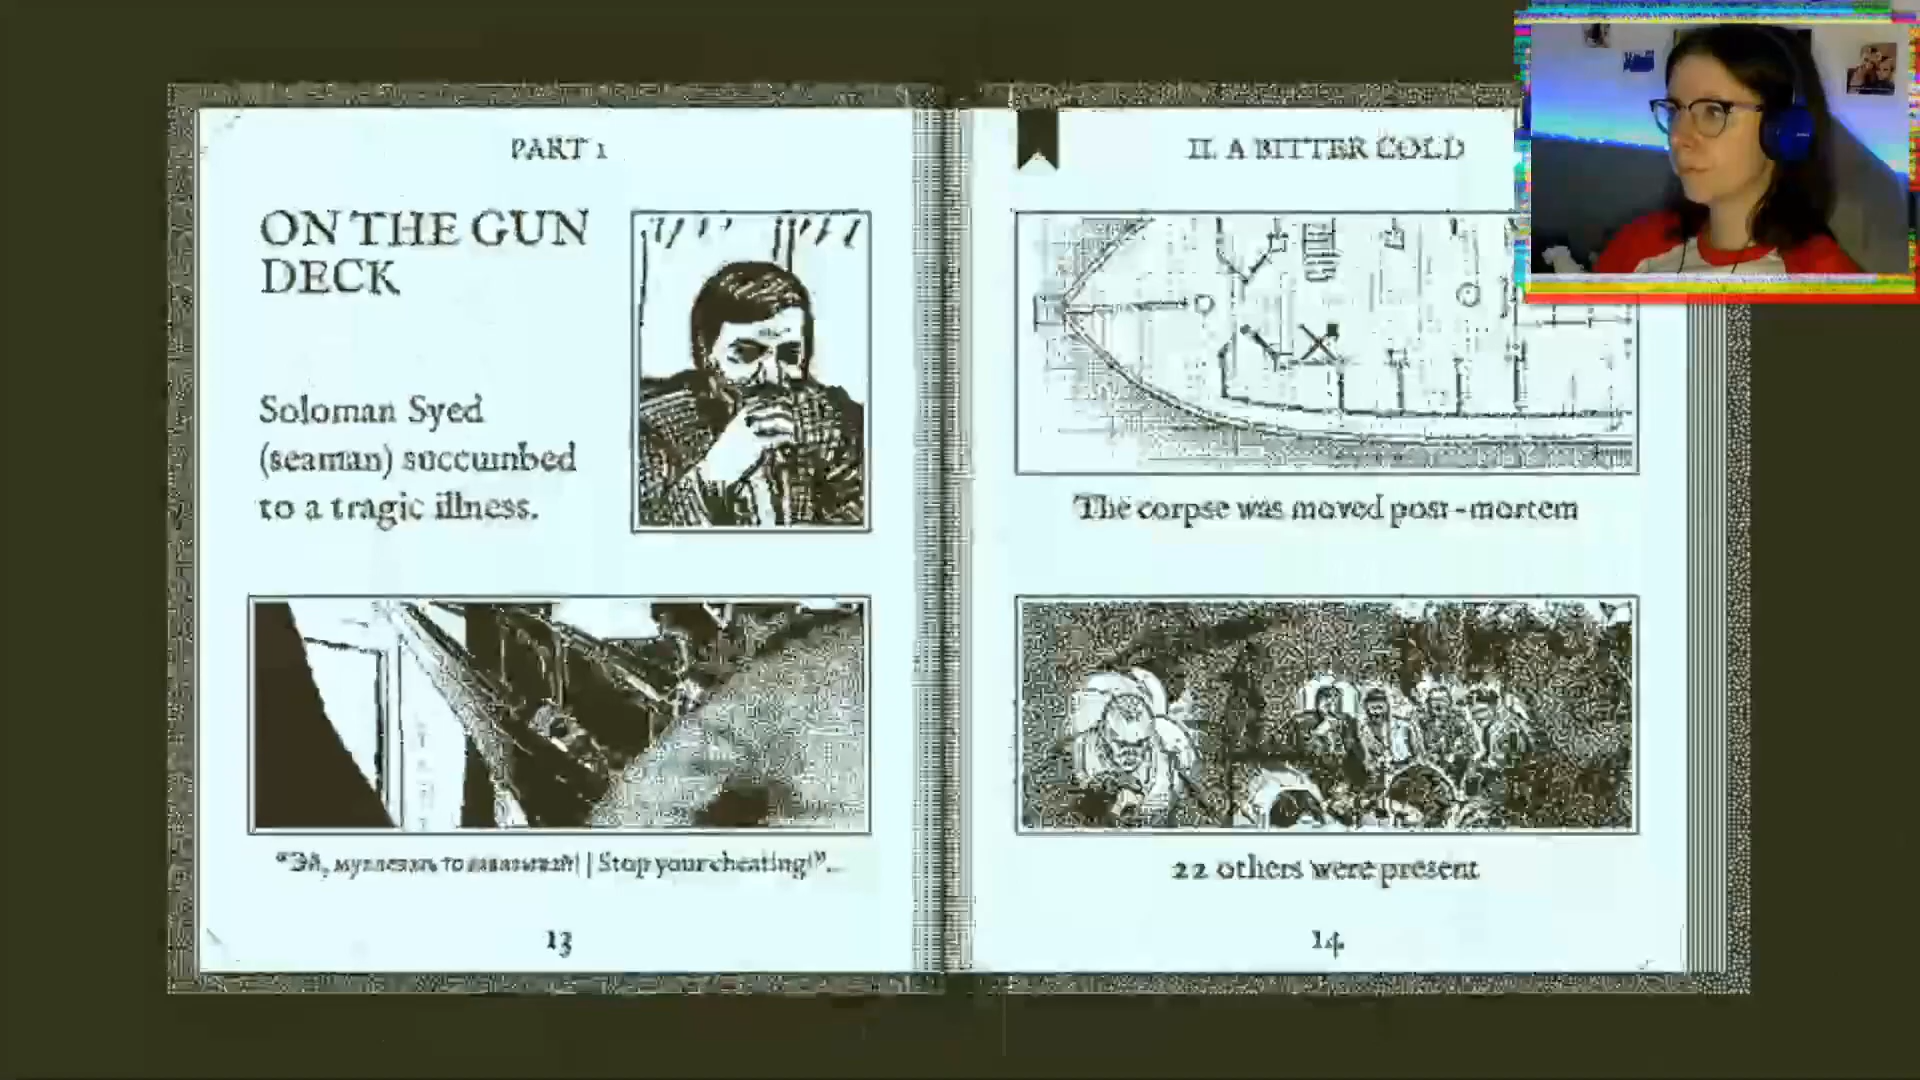 PART 1
ON THE GUN
DECK
Soloman Syed
(seaman) succumbed
to a tragic illness.
| Stop your cheating!”...
13
II. A BITTER COLD
The corpse was moved post-mortem
22 others were present
14